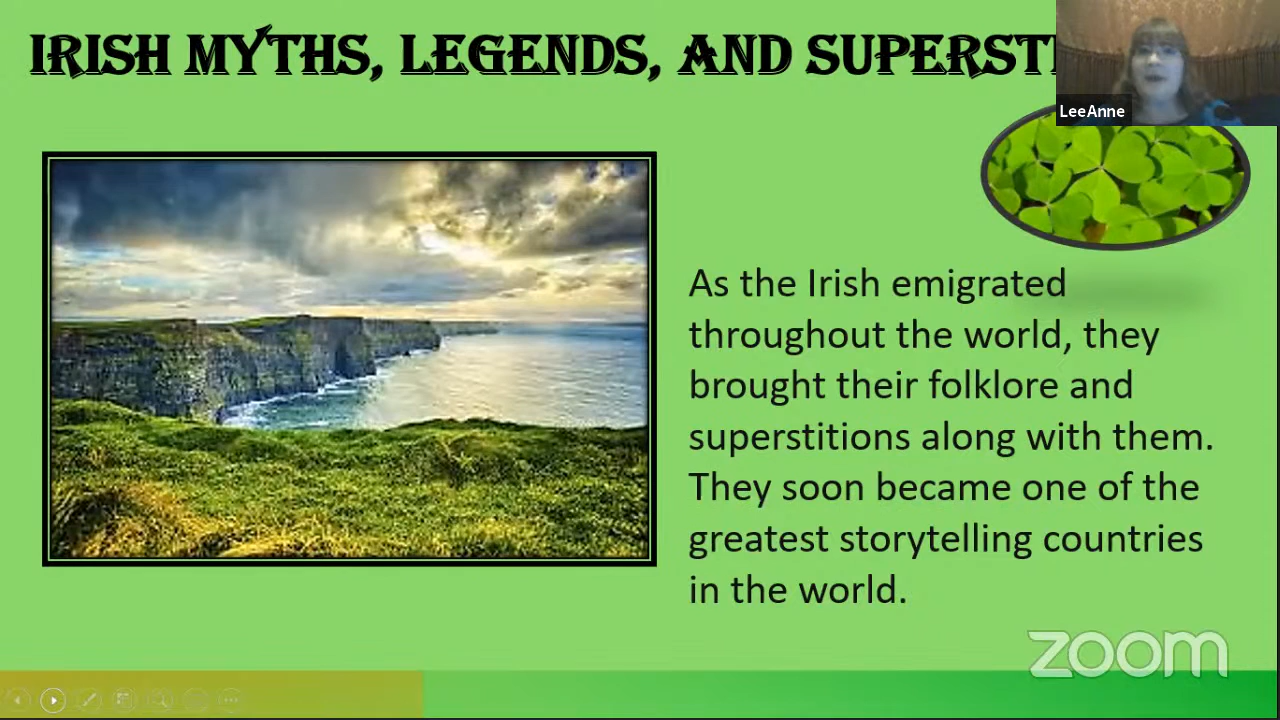 IRISH MYTHS, LEGENDS, AND SUPERSTI
LeeAnne
As the Irish emigrated
throughout the world, they
brought their folklore and
superstitions along with them.
They soon became one of the
greatest storytelling countries
in the world.
zoom